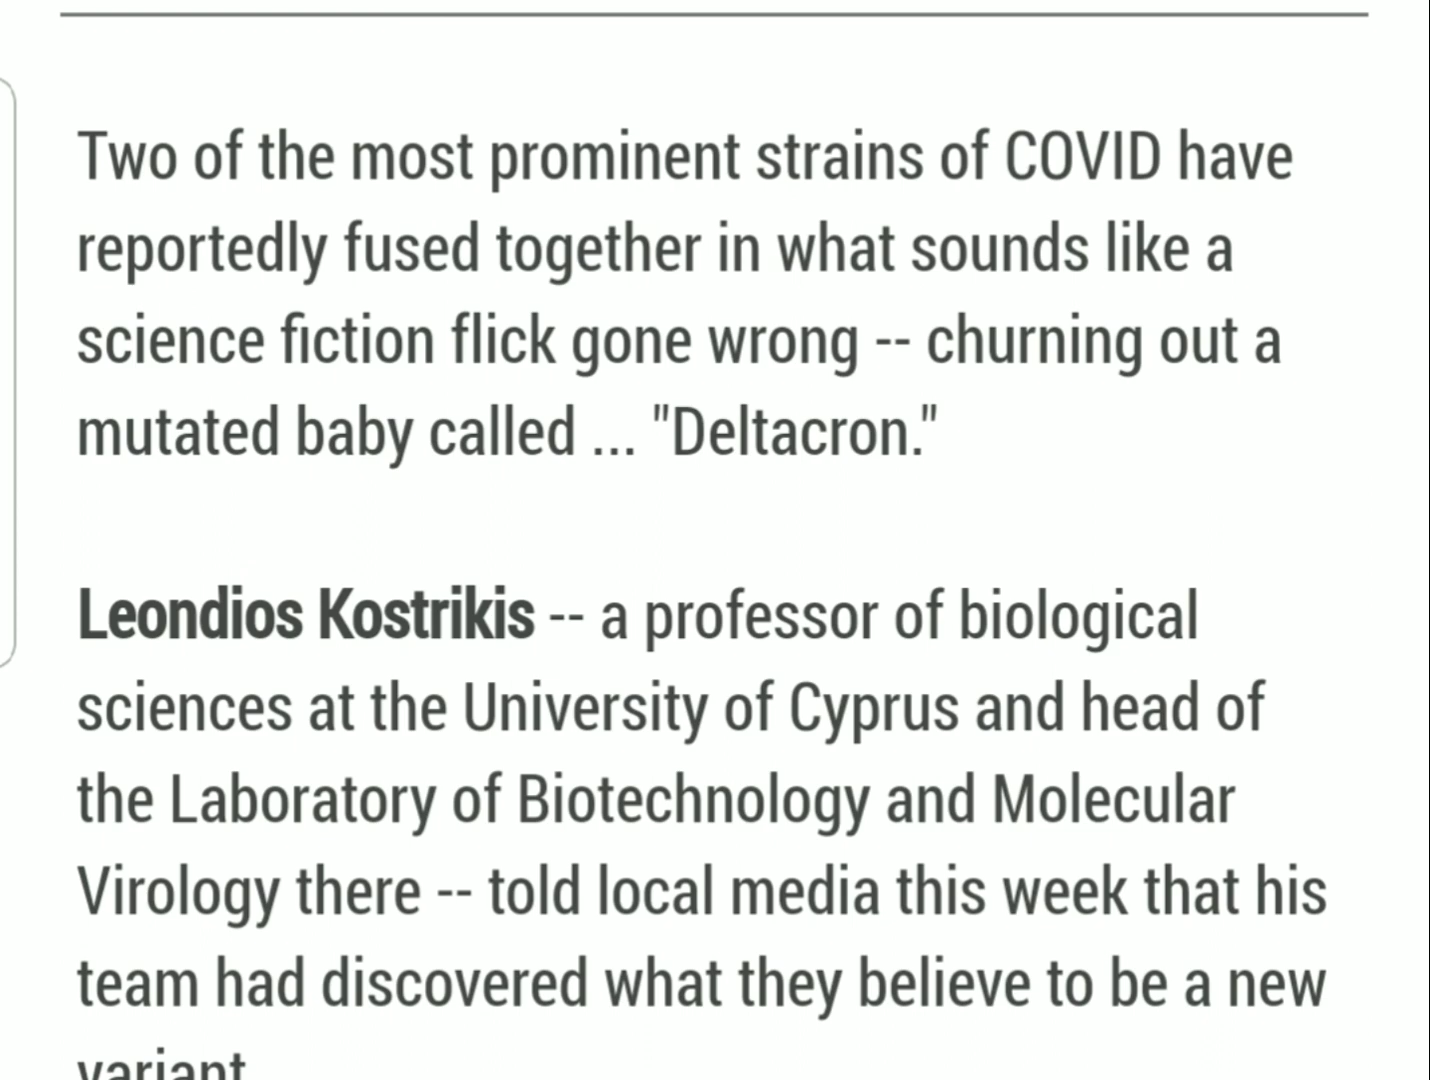 Two of the most prominent strains of COVID have
reportedly fused together in what sounds like a
science fiction flick gone wrong -- churning out a
mutated baby called ... "Deltacron."
Leondios Kostrikis -- a professor of biological
sciences at the University of Cyprus and head of
the Laboratory of Biotechnology and Molecular
Virology there -- told local media this week that his
team had discovered what they believe to be a new
variant